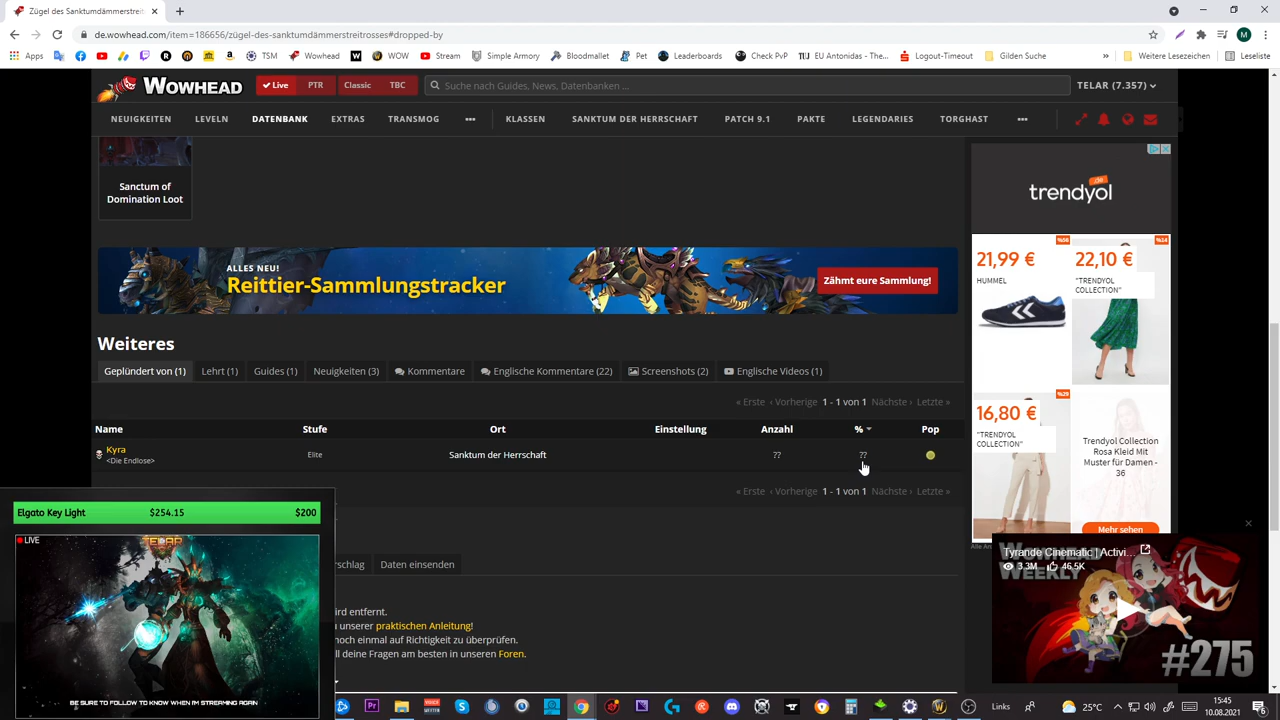 Zügel des Sanktumdämmerstreit
de.wowhead.com/item=186656/zügel-des-sanktumdämmerstreitrosses#dropped-by
Apps TSM Wowhead WOW Stream Simple Armory Bloodmallet Pet Leaderboards Check PvP EU Antonidas - The... Logout-Timeout Gilden Suche » Weitere Lesezeichen Leseliste
WOWHEAD Live PTR Classic TBC Suche nach Guides, News, Datenbanken ... TELAR (7.357)
NEUIGKEITEN LEVELN DATENBANK EXTRAS TRANSMOG ••• KLASSEN SANKTUM DER HERRSCHAFT PATCH 9.1 PAKTE LEGENDARIES TORGHAST •••
Sanctum of
Domination Loot
ALLES NEU!
Reittier-Sammlungstracker
Zähmt eure Sammlung!
Weiteres
Geplündert von (1) Lehrt (1) Guides (1) Neuigkeiten (3) Kommentare Englische Kommentare (22) Screenshots (2) Englische Videos (1)
« Erste ‹ Vorherige 1 - 1 von 1 Nächste › Letzte »
Name Stufe Ort Einstellung Anzahl % Pop
Kyra Elite Sanktum der Herrschaft ?? ??
<Die Endlose>
« Erste ‹ Vorherige 1 - 1 von 1 Nächste › Letzte »
rschlag Daten einsenden
ird entfernt.
unserer praktischen Anleitung!
noch einmal auf Richtigkeit zu überprüfen.
ll deine Fragen am besten in unseren Foren.
trendyol
%58
21,99 €
HUMMEL
%14
22,10 €
"TRENDYOL
COLLECTION"
%29
16,80 €
"TRENDYOL
COLLECTION"
Trendyol Collection
Rosa Kleid Mit
Muster für Damen -
36
Mehr sehen
Alle An
Tyrande Cinematic | Activi...
3.3M 46.5K
WOWHEAD
WEEKLY
#275
Elgato Key Light $254.15 $200
LIVE
TELAR
BE SURE TO FOLLOW TO KNOW WHEN I'M STREAMING AGAIN
Links
25°C
15:45
10.08.2021